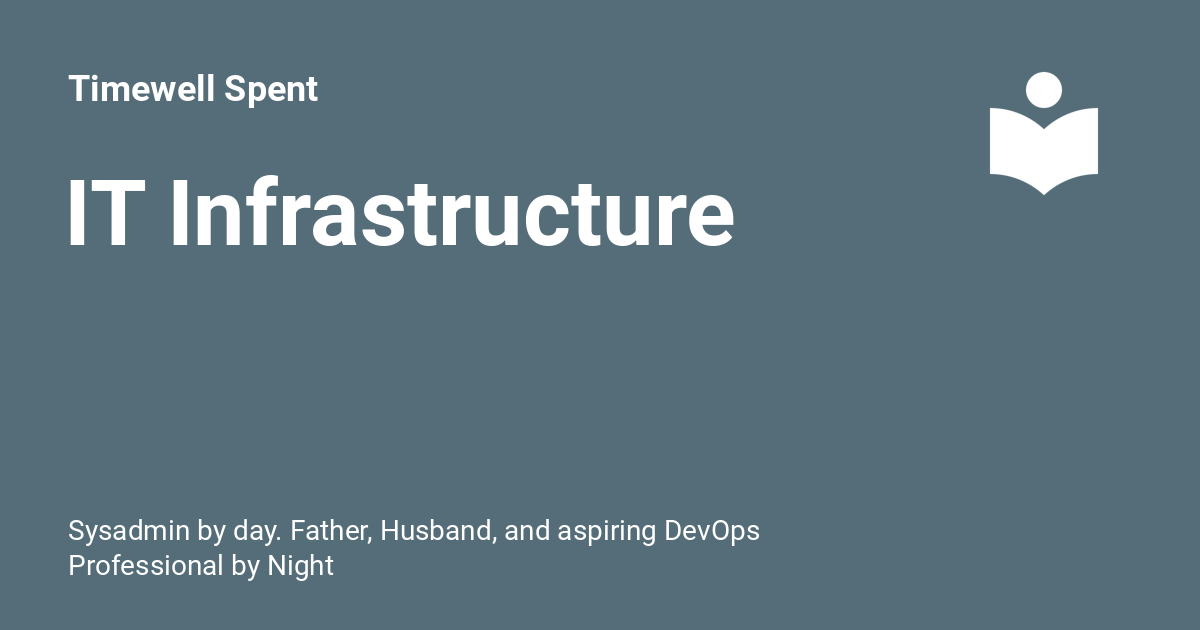 Timewell Spent
IT Infrastructure
Sysadmin by day. Father, Husband, and aspiring DevOps
Professional by Night